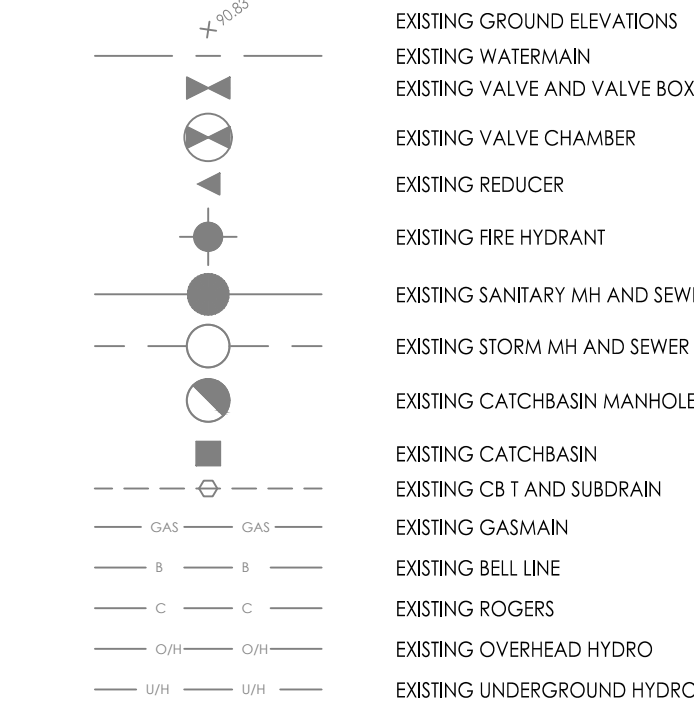 × 90.83 EXISTING GROUND ELEVATIONS
EXISTING WATERMAIN
EXISTING VALVE AND VALVE BOX
EXISTING VALVE CHAMBER
EXISTING REDUCER
EXISTING FIRE HYDRANT
EXISTING SANITARY MH AND SEWE
EXISTING STORM MH AND SEWER
EXISTING CATCHBASIN MANHOLE
EXISTING CATCHBASIN
EXISTING CB T AND SUBDRAIN
GAS GAS EXISTING GASMAIN
B B EXISTING BELL LINE
C C EXISTING ROGERS
O/H O/H EXISTING OVERHEAD HYDRO
U/H U/H EXISTING UNDERGROUND HYDRO